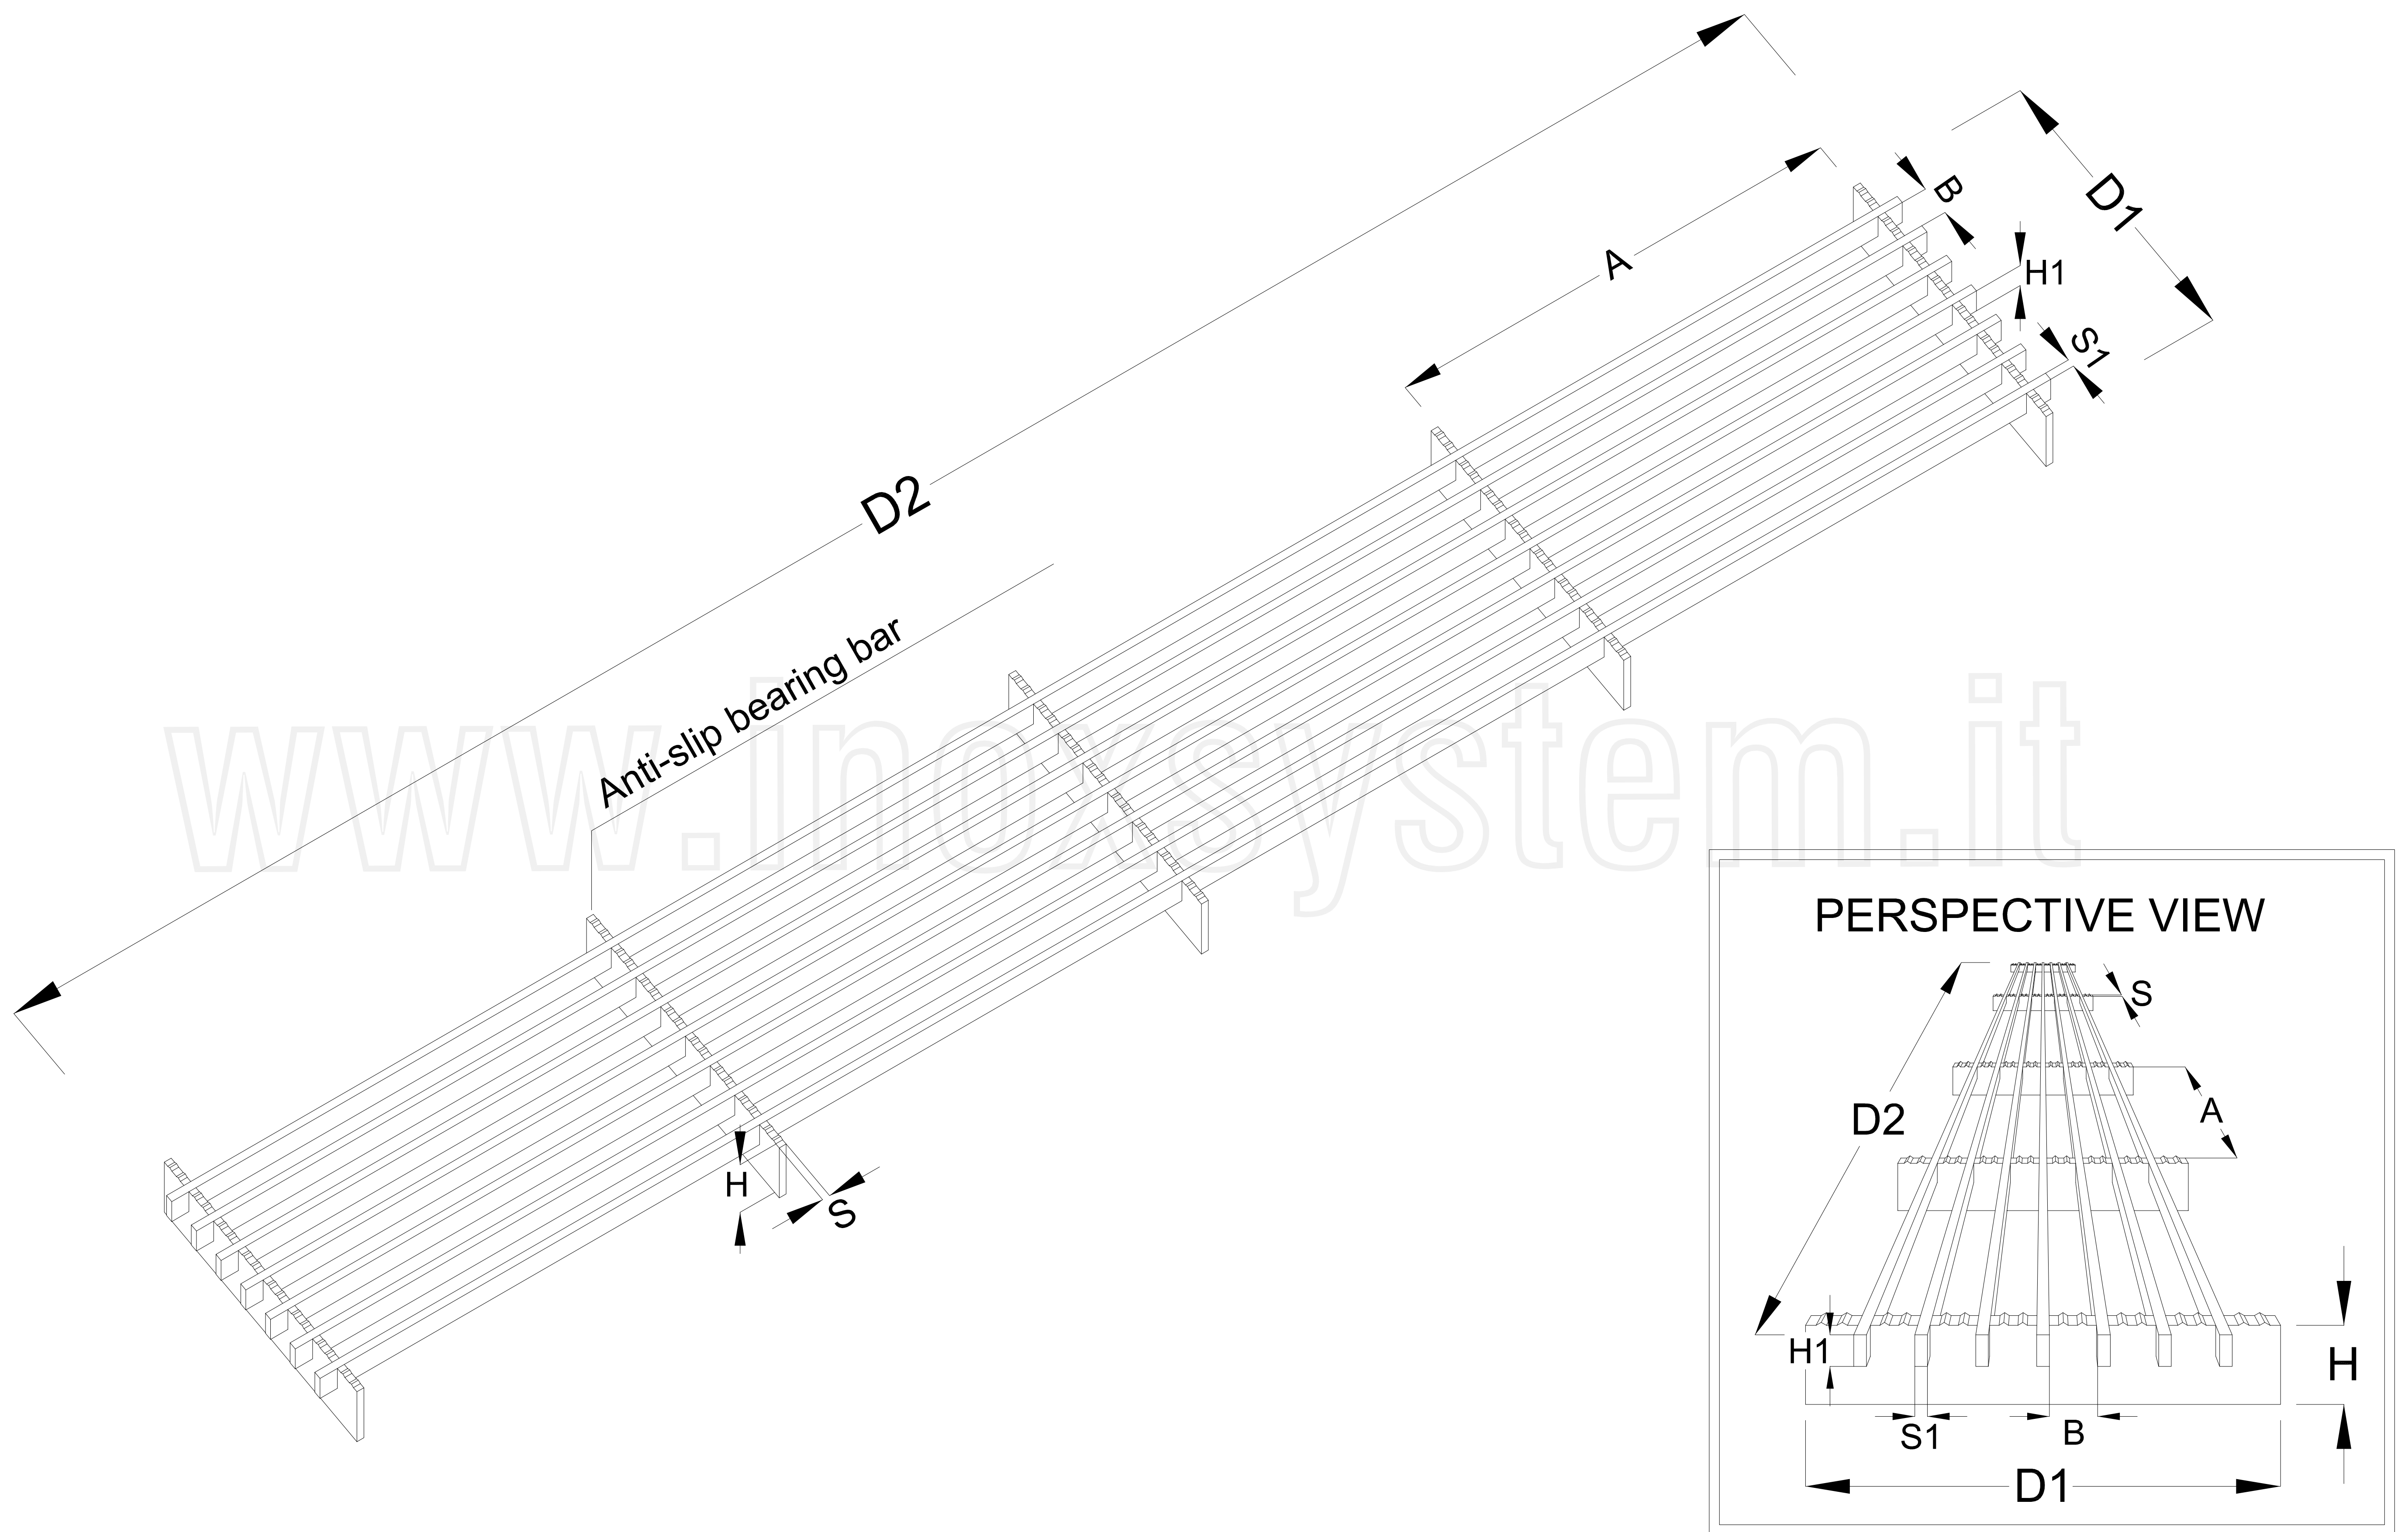 D2
D1
B
A
H1
S1
Anti-slip bearing bar
www.inoxsystem.it
H
S
PERSPECTIVE VIEW
S
D2
A
H1
H
S1
B
D1